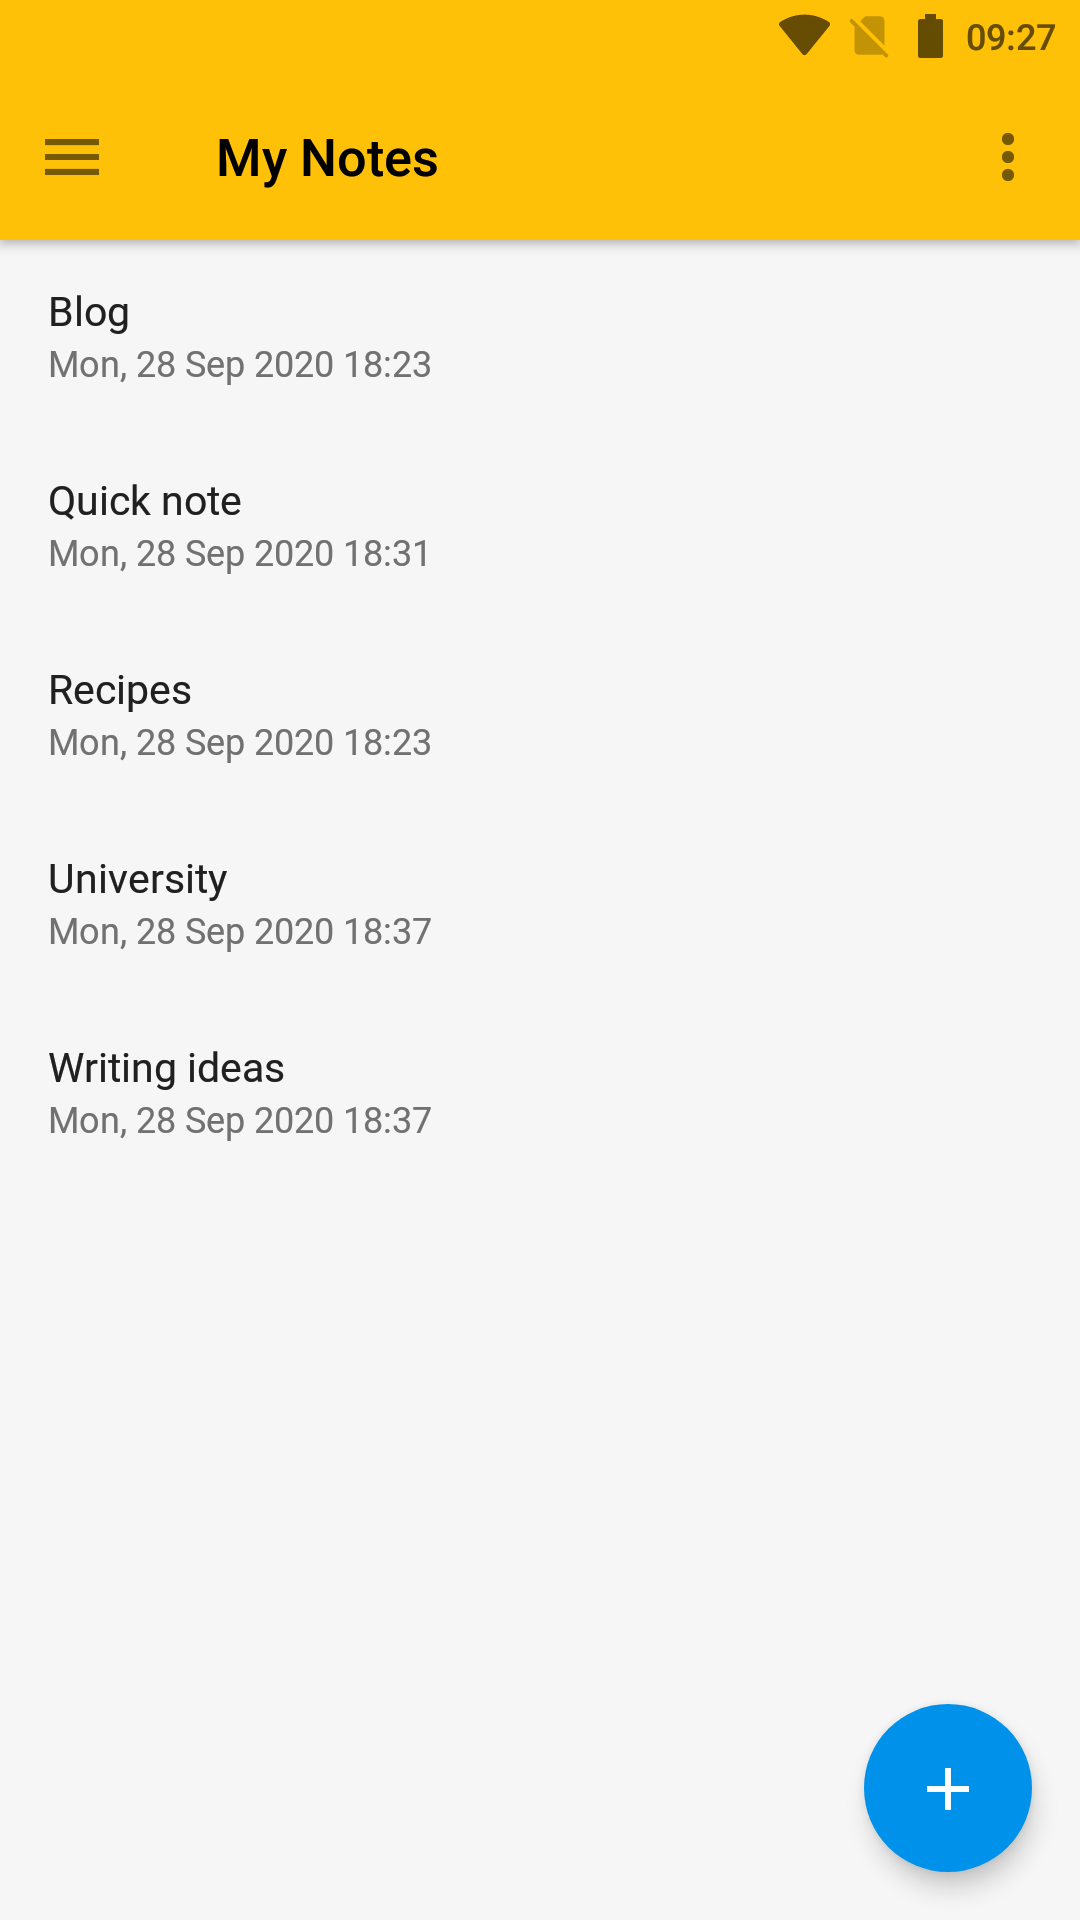 09:27
My Notes
Blog
Mon, 28 Sep 2020 18:23
Quick note
Mon, 28 Sep 2020 18:31
Recipes
Mon, 28 Sep 2020 18:23
University
Mon, 28 Sep 2020 18:37
Writing ideas
Mon, 28 Sep 2020 18:37